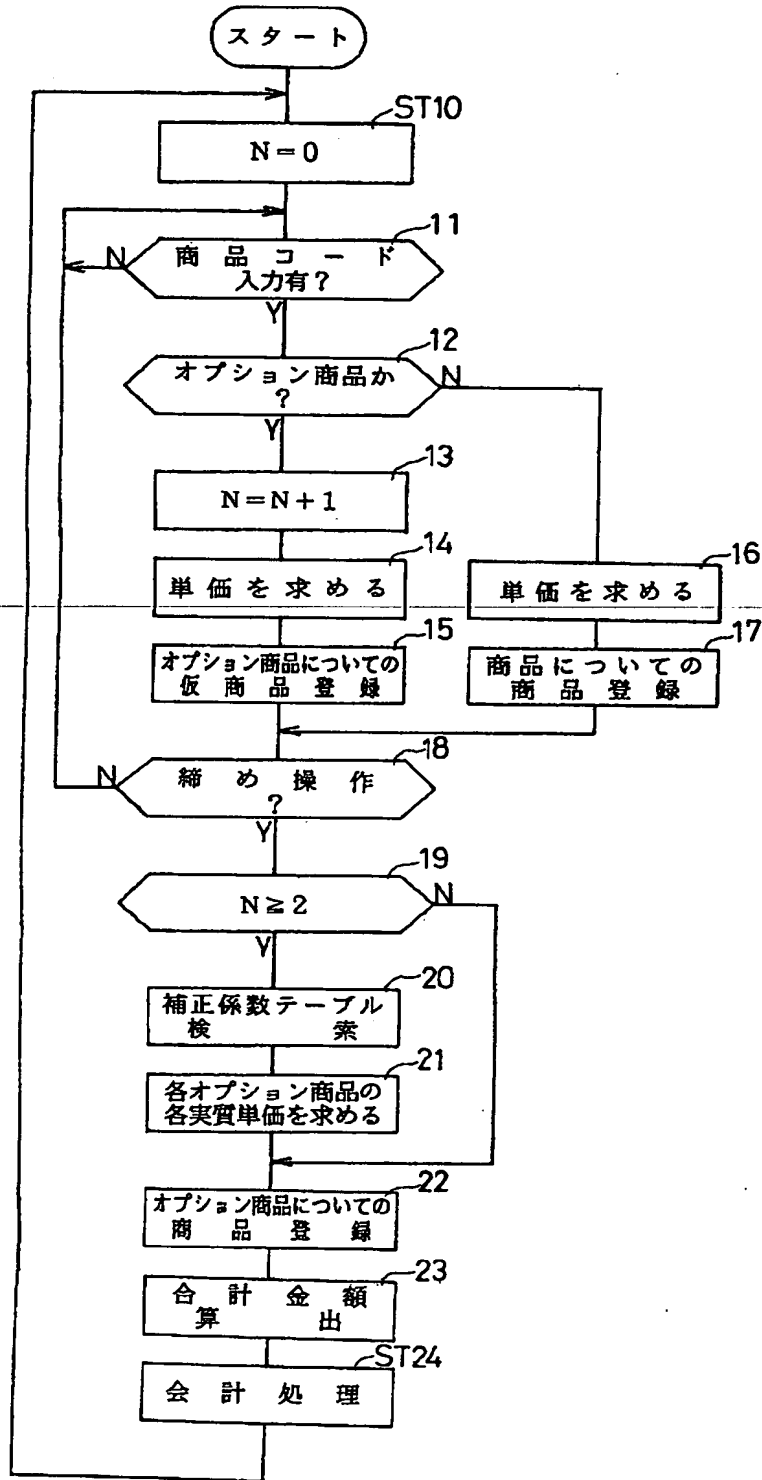 スタート
ST10
N=0
11
商品コード
入力有?
N
Y
12
オプション商品か
?
N
Y
13
N=N+1
14
単価を求める
16
単価を求める
15
オプション商品についての
仮商品登録
17
商品についての
商品登録
18
締め操作
?
N
Y
19
N≧2
N
Y
20
補正係数テーブル
検索
21
各オプション商品の
各実質単価を求める
22
オプション商品についての
商品登録
23
合計金額
算出
ST24
会計処理